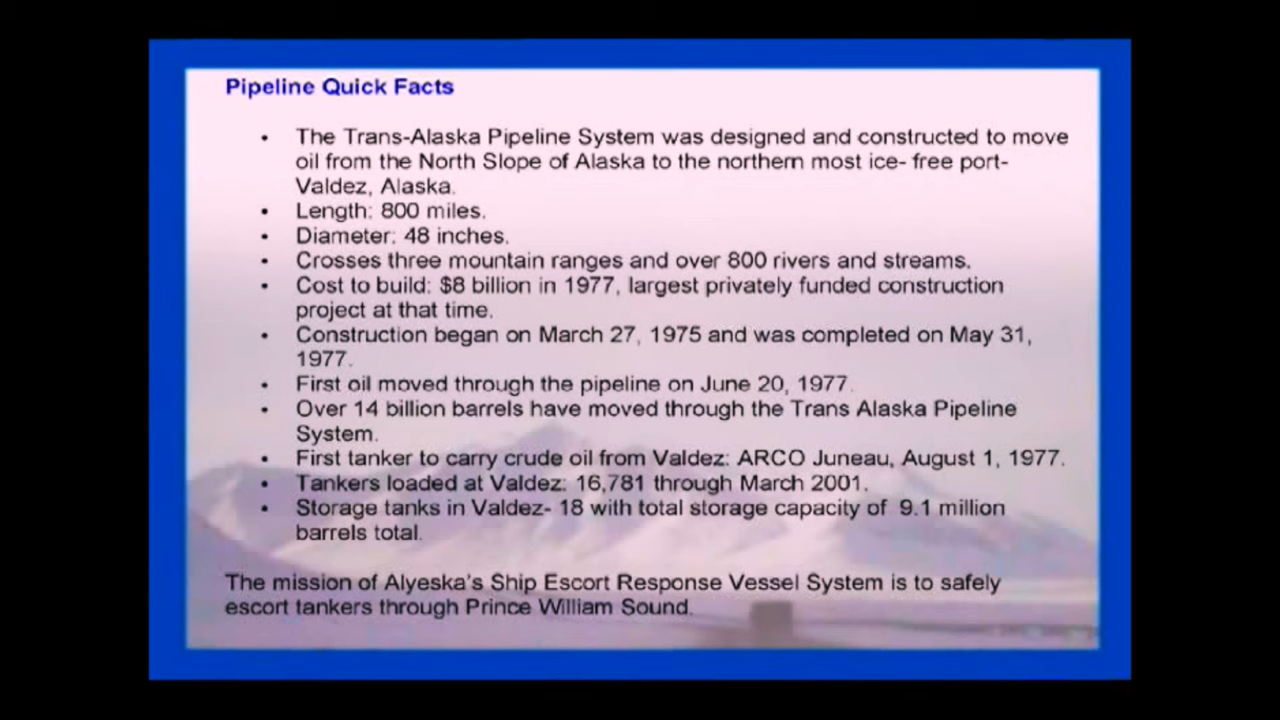 Pipeline Quick Facts
• The Trans-Alaska Pipeline System was designed and constructed to move
oil from the North Slope of Alaska to the northern most ice- free port-
Valdez, Alaska.
• Length: 800 miles.
• Diameter: 48 inches.
• Crosses three mountain ranges and over 800 rivers and streams.
• Cost to build: $8 billion in 1977, largest privately funded construction
project at that time.
• Construction began on March 27, 1975 and was completed on May 31,
1977.
• First oil moved through the pipeline on June 20, 1977.
• Over 14 billion barrels have moved through the Trans Alaska Pipeline
System.
• First tanker to carry crude oil from Valdez: ARCO Juneau, August 1, 1977.
• Tankers loaded at Valdez: 16,781 through March 2001.
• Storage tanks in Valdez- 18 with total storage capacity of 9.1 million
barrels total.
The mission of Alyeska's Ship Escort Response Vessel System is to safely
escort tankers through Prince William Sound.